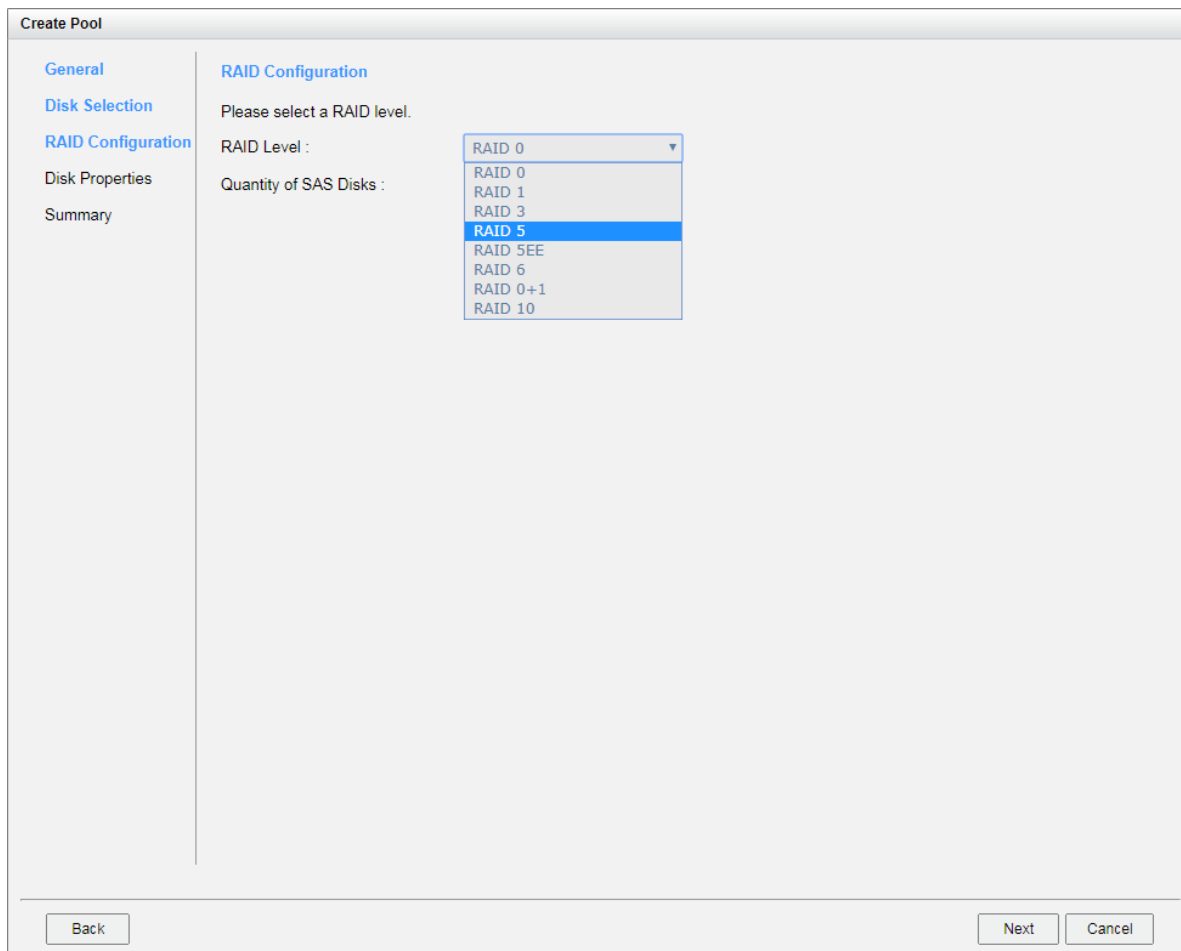 Create Pool
General
Disk Selection
RAID Configuration
Disk Properties
Summary
RAID Configuration
Please select a RAID level.
RAID Level : RAID 0
Quantity of SAS Disks :
RAID 0
RAID 1
RAID 3
RAID 5
RAID 5EE
RAID 6
RAID 0+1
RAID 10
Back Next Cancel